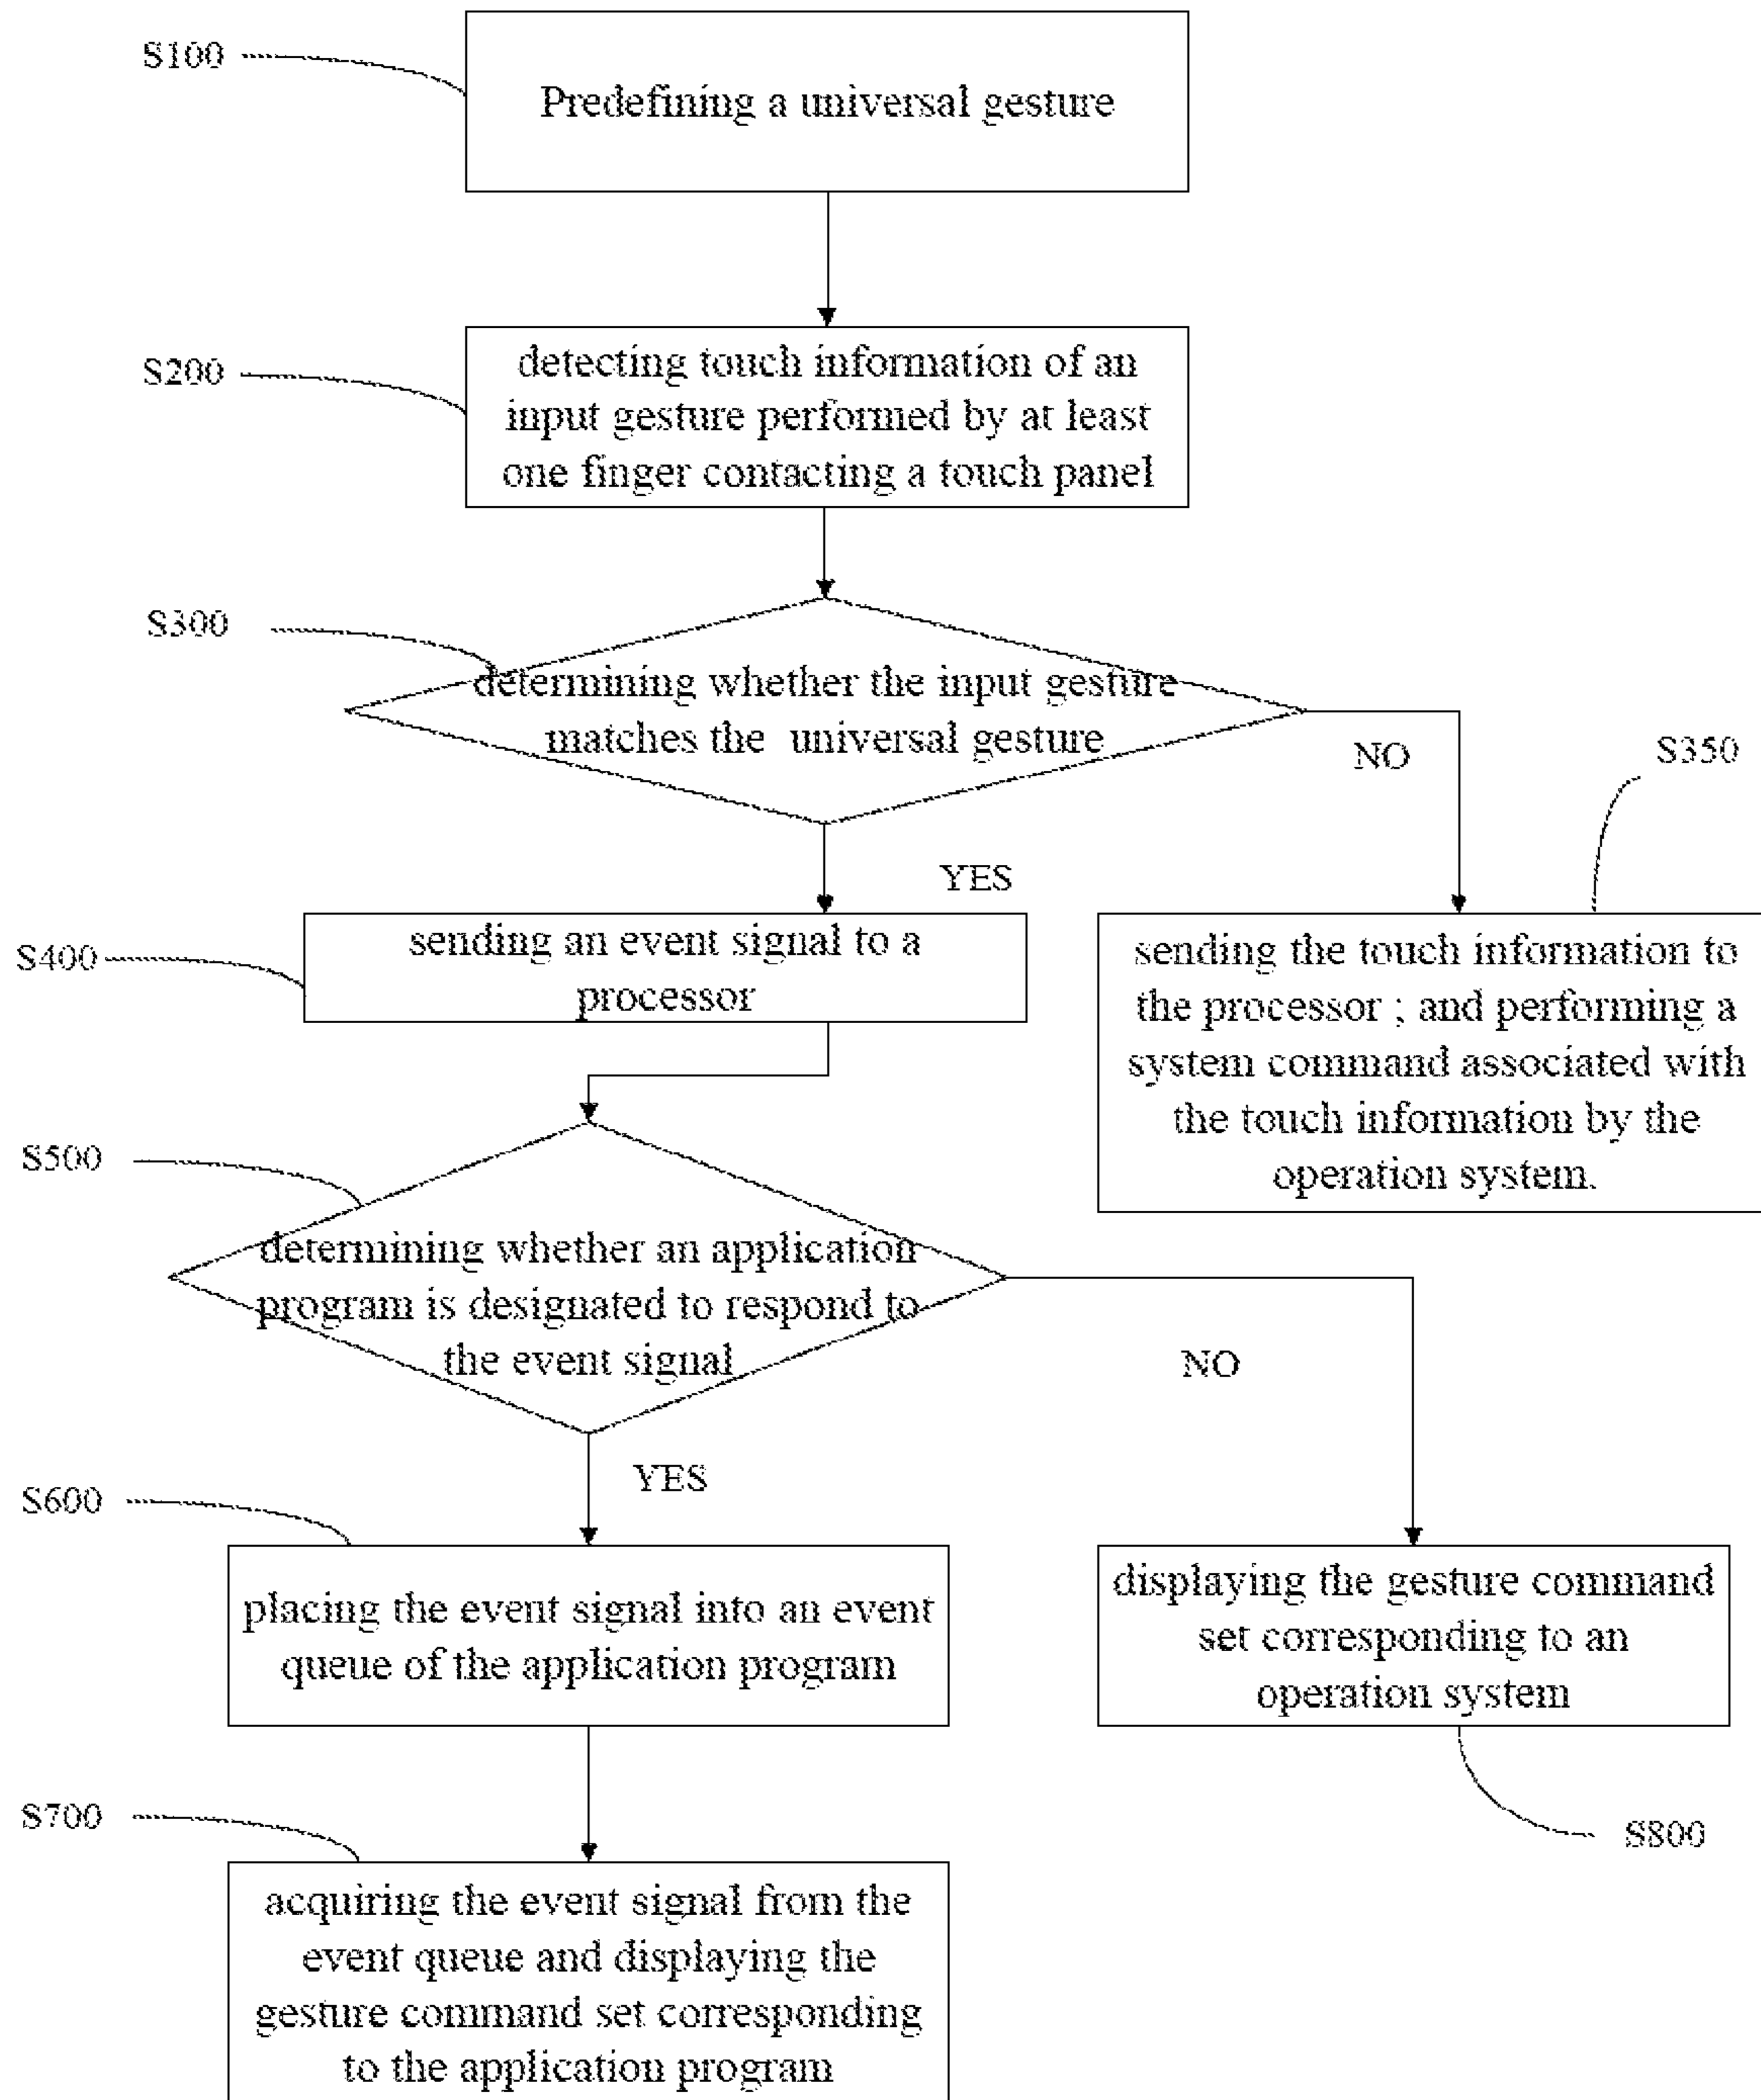 S100
Predefining a universal gesture
S200
detecting touch information of an
input gesture performed by at least
one finger contacting a touch panel
S300
determining whether the input gesture
matches the universal gesture
NO
S350
YES
S400
sending an event signal to a
processor
sending the touch information to
the processor ; and performing a
system command associated with
the touch information by the
operation system.
S500
determining whether an application
program is designated to respond to
the event signal
NO
YES
S600
placing the event signal into an event
queue of the application program
displaying the gesture command
set corresponding to an
operation system
S700
S800
acquiring the event signal from the
event queue and displaying the
gesture command set corresponding
to the application program